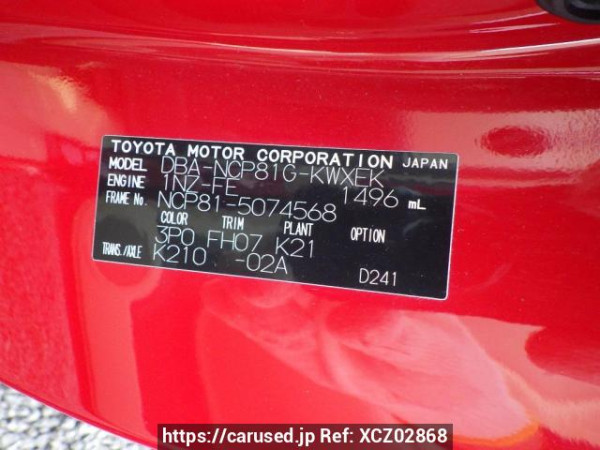 TOYOTA MOTOR CORPORATION JAPAN
MODEL DBA-NCP81G-KWXEK
ENGINE 1NZ-FE 1496 mL
FRAME No. NCP81-5074568
COLOR TRIM PLANT OPTION
3P0 FH07 K21
TRANS./AXLE K210 -02A
D241
https://carused.jp Ref: XCZ02868